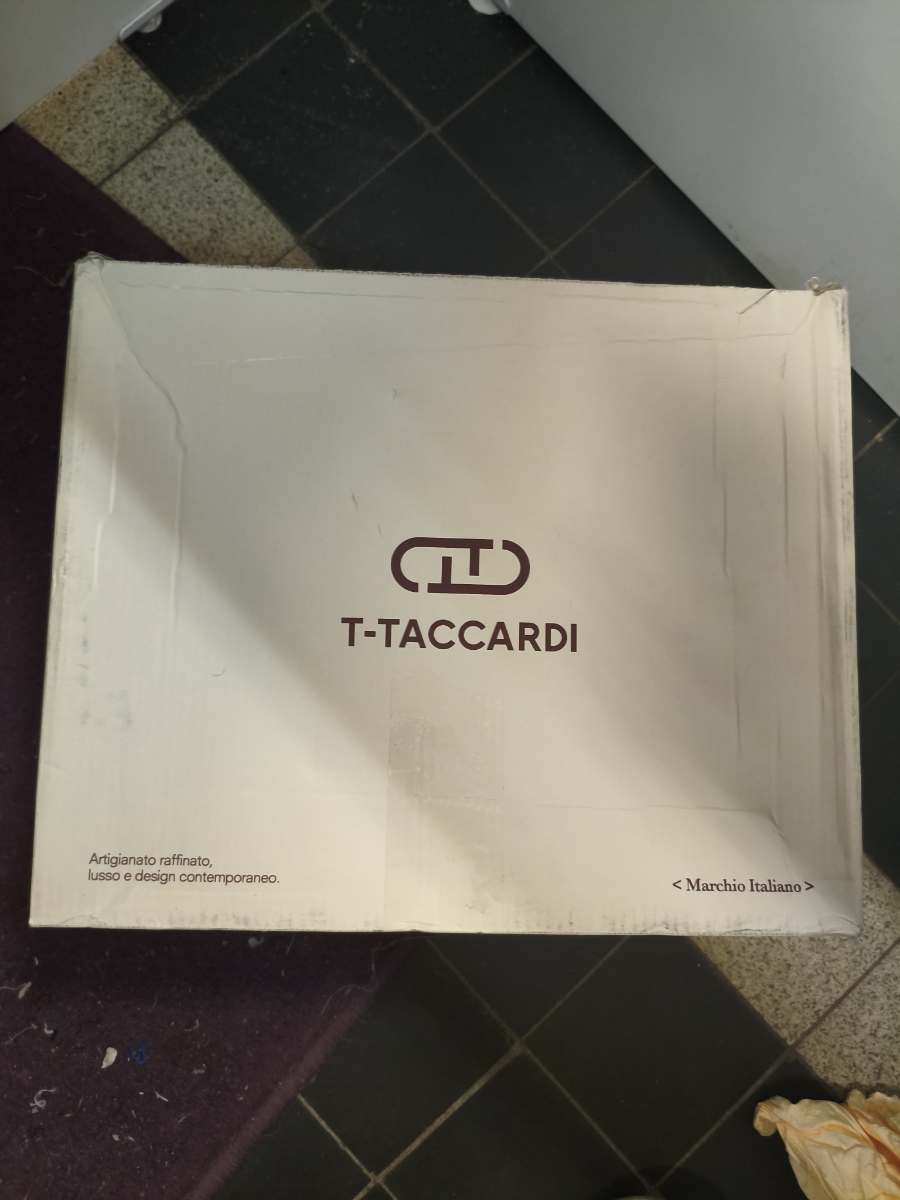 T-TACCARDI
Artigianato raffinato,
lusso e design contemporaneo.
< Marchio Italiano >